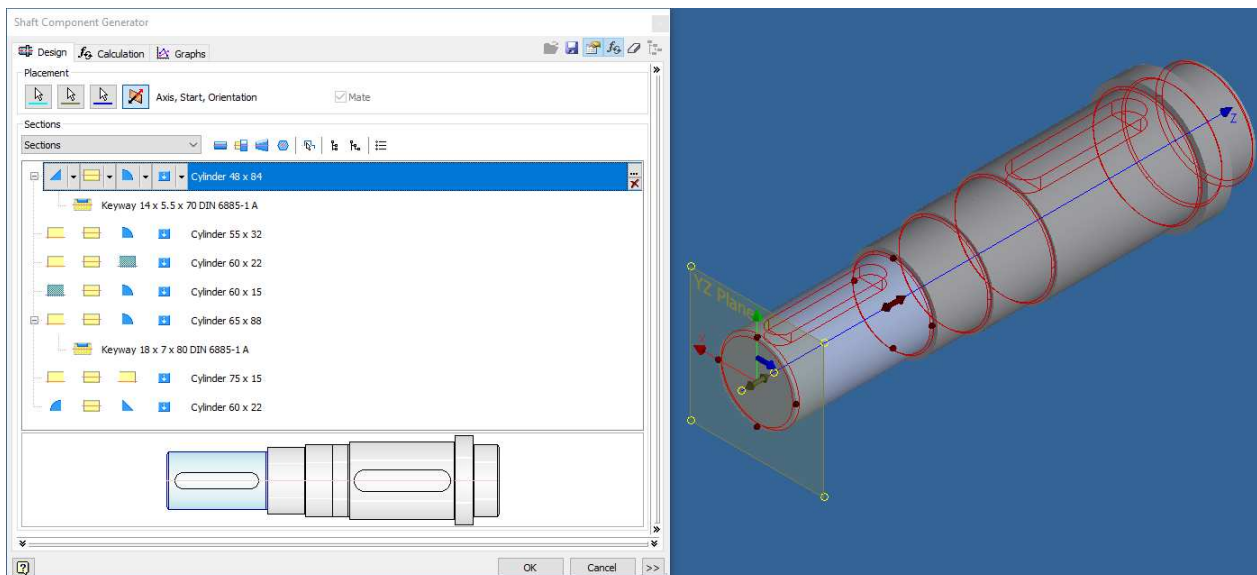 Shaft Component Generator
Design
Calculation
Graphs
Placement
Axis, Start, Orientation
Mate
Sections
Sections
Cylinder 48 x 84
Keyway 14 x 5.5 x 70 DIN 6885-1 A
Cylinder 55 x 32
Cylinder 60 x 22
Cylinder 60 x 15
Cylinder 65 x 88
Keyway 18 x 7 x 80 DIN 6885-1 A
Cylinder 75 x 15
Cylinder 60 x 22
OK
Cancel
>>
YZ Plane
Z